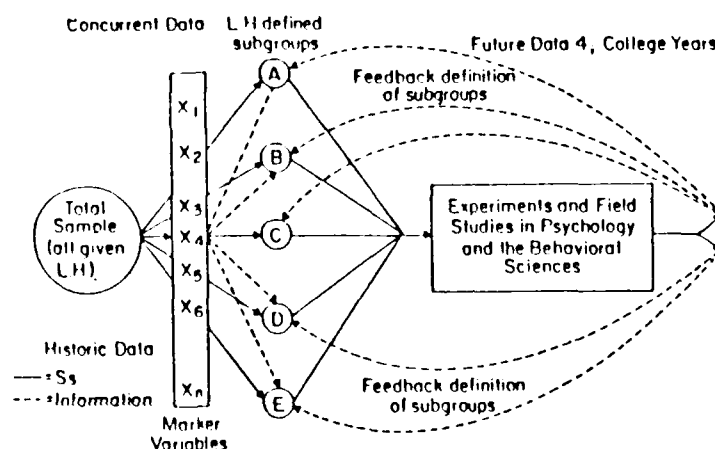 Concurrent Data
L.H defined
subgroups
Future Data 4, College Years
Feedback definition
of subgroups
A
B
C
D
E
X1
X2
X3
X4
X5
X6
Xn
Total
Sample
(all given
L.H)
Experiments and Field
Studies in Psychology
and the Behavioral
Sciences
Historic Data
= Ss
= Information
Marker
Variables
Feedback definition
of subgroups